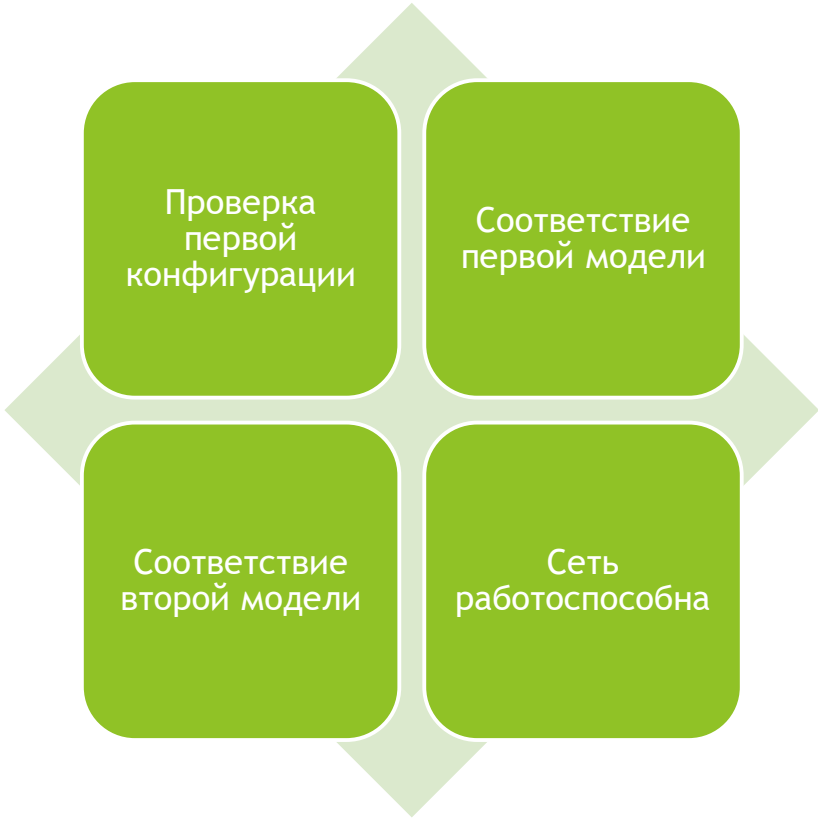 Проверка
первой
конфигурации
Соответствие
первой модели
Соответствие
второй модели
Сеть
работоспособна